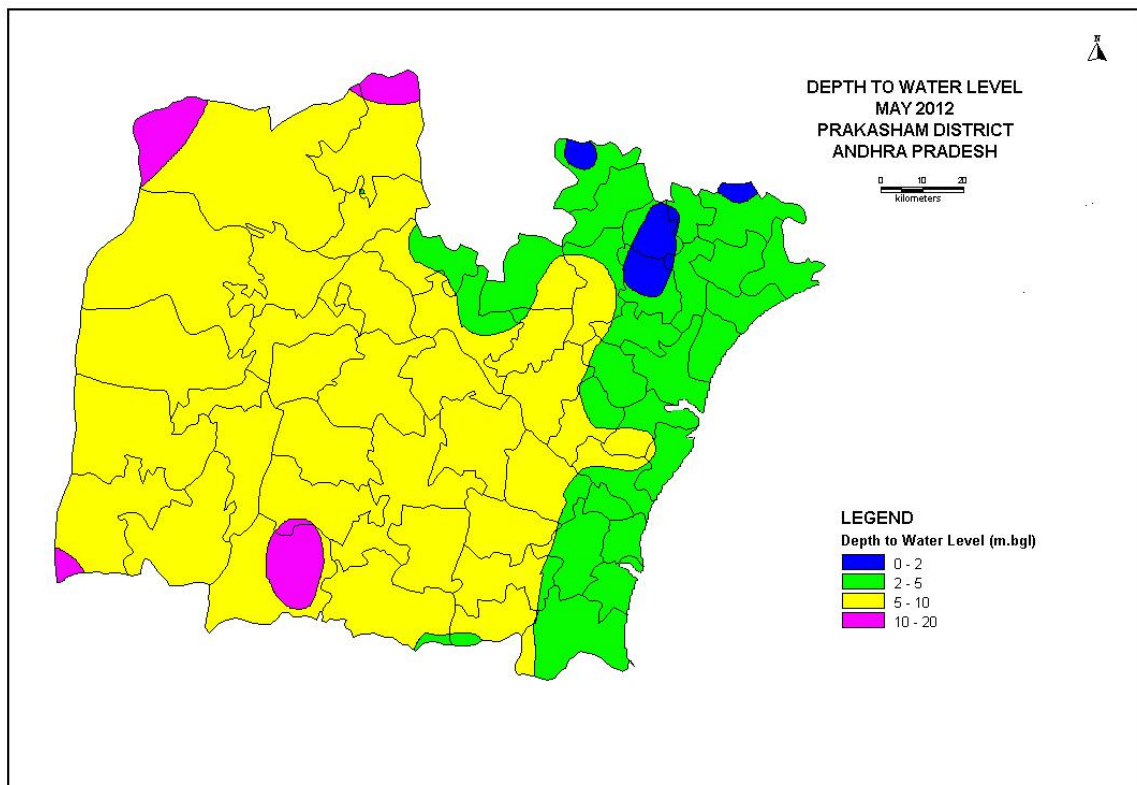 N
DEPTH TO WATER LEVEL
MAY 2012
PRAKASHAM DISTRICT
ANDHRA PRADESH
0 10 20
kilometers
LEGEND
Depth to Water Level (m.bgl)
0 - 2
2 - 5
5 - 10
10 - 20